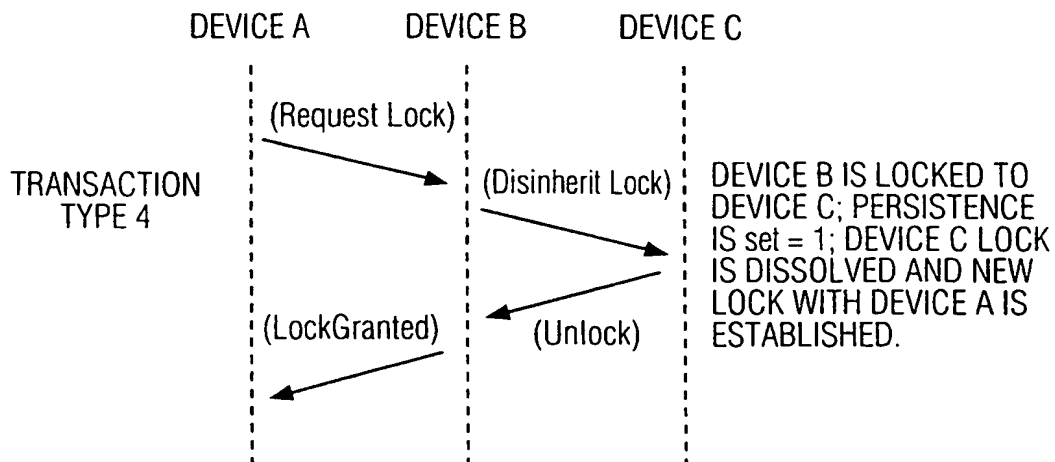 DEVICE A DEVICE B DEVICE C
(Request Lock)
TRANSACTION
TYPE 4
(Disinherit Lock)
DEVICE B IS LOCKED TO
DEVICE C; PERSISTENCE
IS set = 1; DEVICE C LOCK
IS DISSOLVED AND NEW
LOCK WITH DEVICE A IS
ESTABLISHED.
(Unlock)
(LockGranted)